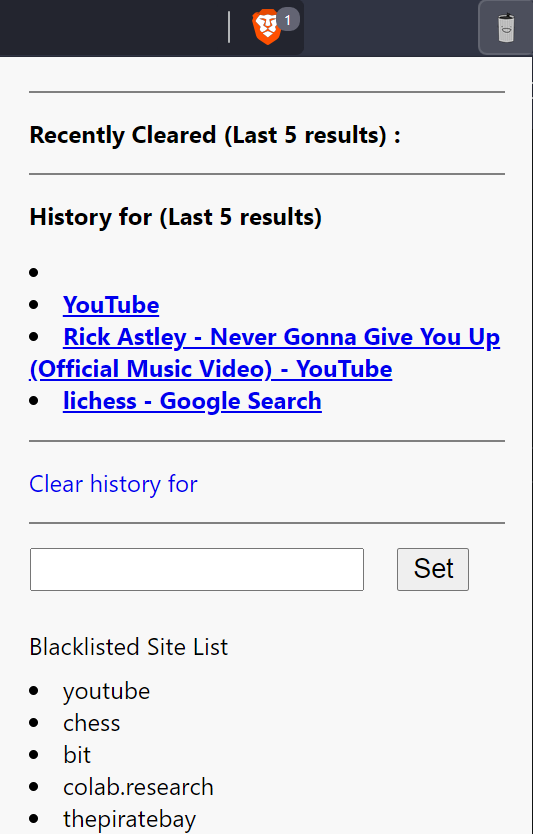 1
Recently Cleared (Last 5 results) :
History for (Last 5 results)
YouTube
Rick Astley - Never Gonna Give You Up
(Official Music Video) - YouTube
lichess - Google Search
Clear history for
Set
Blacklisted Site List
youtube
chess
bit
colab.research
thepiratebay